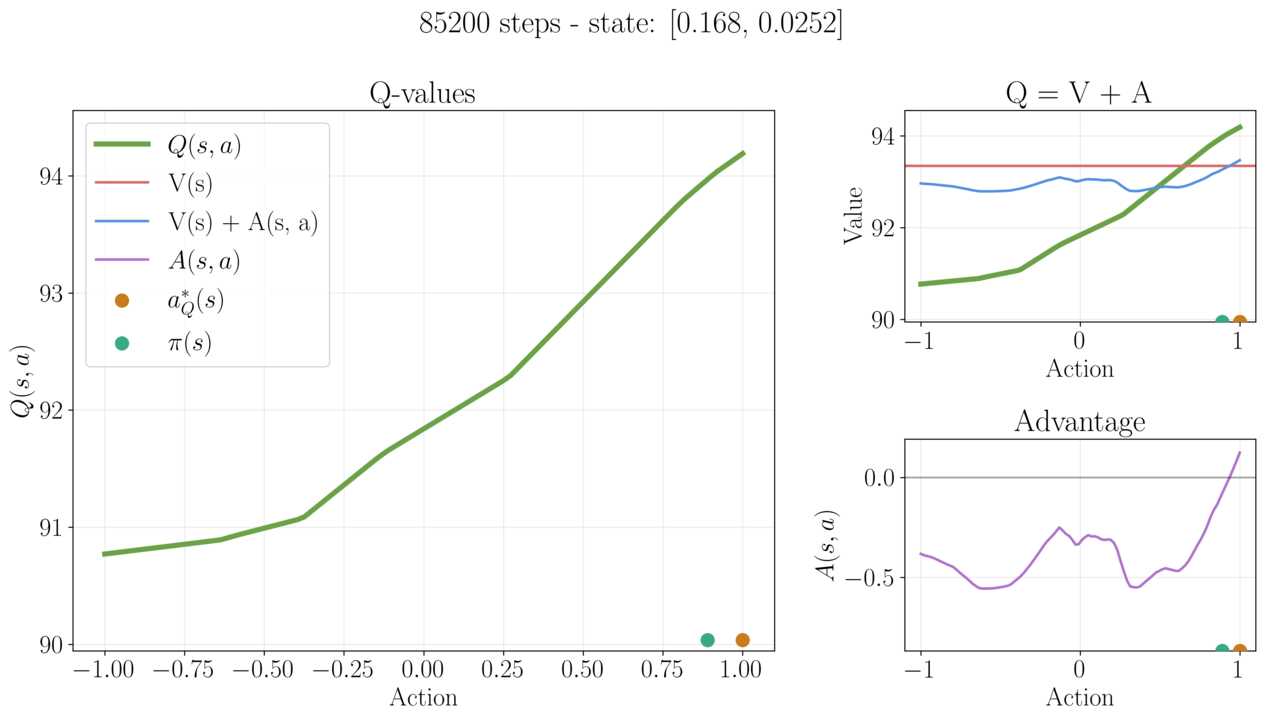 85200 steps - state: [0.168, 0.0252]
Q-values
Q(s, a)
V(s)
V(s) + A(s, a)
A(s, a)
a*Q(s)
π(s)
Q(s, a)
94
93
92
91
90
−1.00 −0.75 −0.50 −0.25 0.00 0.25 0.50 0.75 1.00
Action
Q = V + A
Value
94
92
90
−1 0 1
Action
Advantage
A(s, a)
0.0
−0.5
−1 0 1
Action